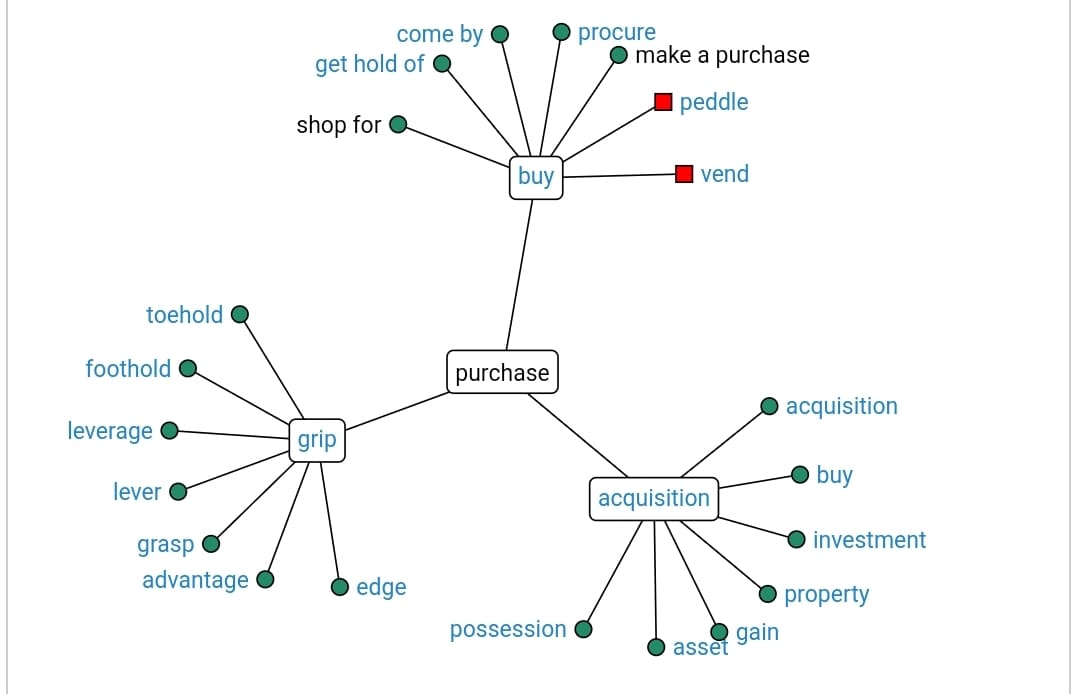 come by
procure
get hold of
make a purchase
peddle
shop for
buy
vend
toehold
foothold
purchase
leverage
acquisition
grip
buy
lever
acquisition
investment
grasp
advantage
edge
property
possession
gain
asset